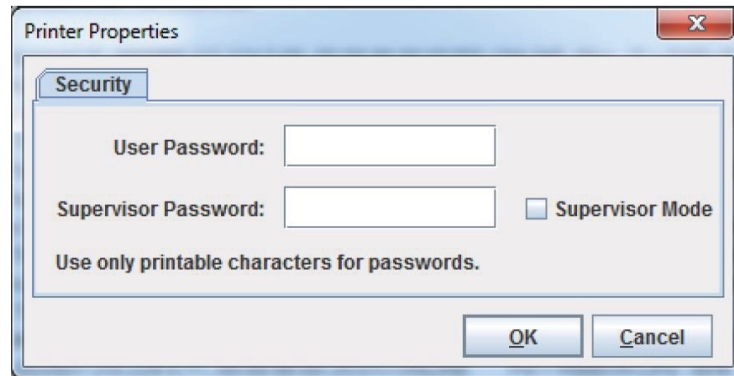 Printer Properties
X
Security
User Password:
Supervisor Password:
Supervisor Mode
Use only printable characters for passwords.
OK
Cancel